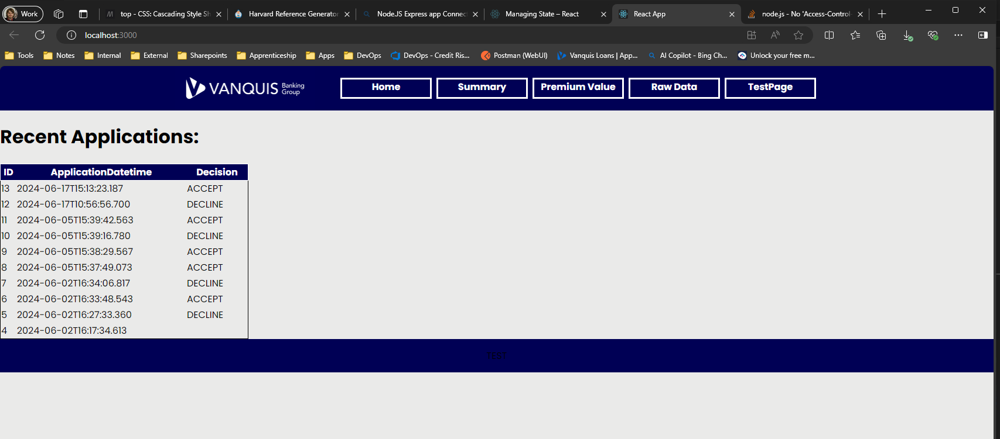 Work
top - CSS: Cascading Style Sh
Harvard Reference Generator
Node.JS Express app Connec
Managing State – React
React App
node.js - No 'Access-Control-
localhost:3000
Tools
Notes
Internal
External
Sharepoints
Apprenticeship
Apps
DevOps
DevOps - Credit Ris...
Postman (WebUI)
Vanquis Loans | App...
AI Copilot - Bing Ch...
Unlock your free m...
VANQUIS Banking
Group
Home
Summary
Premium Value
Raw Data
TestPage
Recent Applications:
ID ApplicationDatetime Decision
13 2024-06-17T15:13:23.187 ACCEPT
12 2024-06-17T10:56:56.700 DECLINE
11 2024-06-05T15:39:42.563 ACCEPT
10 2024-06-05T15:39:16.780 DECLINE
9 2024-06-05T15:38:29.567 ACCEPT
8 2024-06-05T15:37:49.073 ACCEPT
7 2024-06-02T16:34:06.817 DECLINE
6 2024-06-02T16:33:48.543 ACCEPT
5 2024-06-02T16:27:33.360 DECLINE
4 2024-06-02T16:17:34.613
TEST